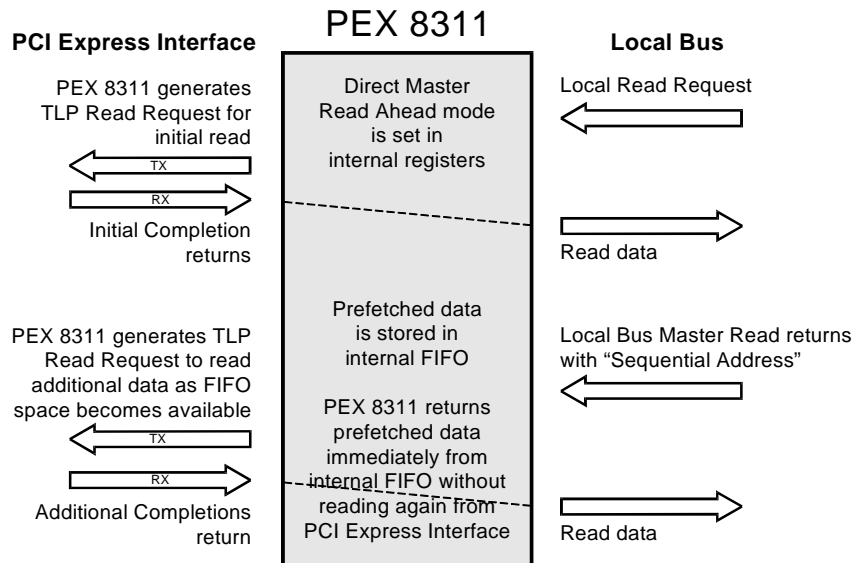 PEX 8311
PCI Express Interface
Local Bus
PEX 8311 generates
TLP Read Request for
initial read
TX
RX
Initial Completion
returns
Direct Master
Read Ahead mode
is set in
internal registers
Local Read Request
Read data
PEX 8311 generates TLP
Read Request to read
additional data as FIFO
space becomes available
TX
RX
Additional Completions
return
Prefetched data
is stored in
internal FIFO
PEX 8311 returns
prefetched data
immediately from
internal FIFO without
reading again from
PCI Express Interface
Local Bus Master Read returns
with “Sequential Address”
Read data